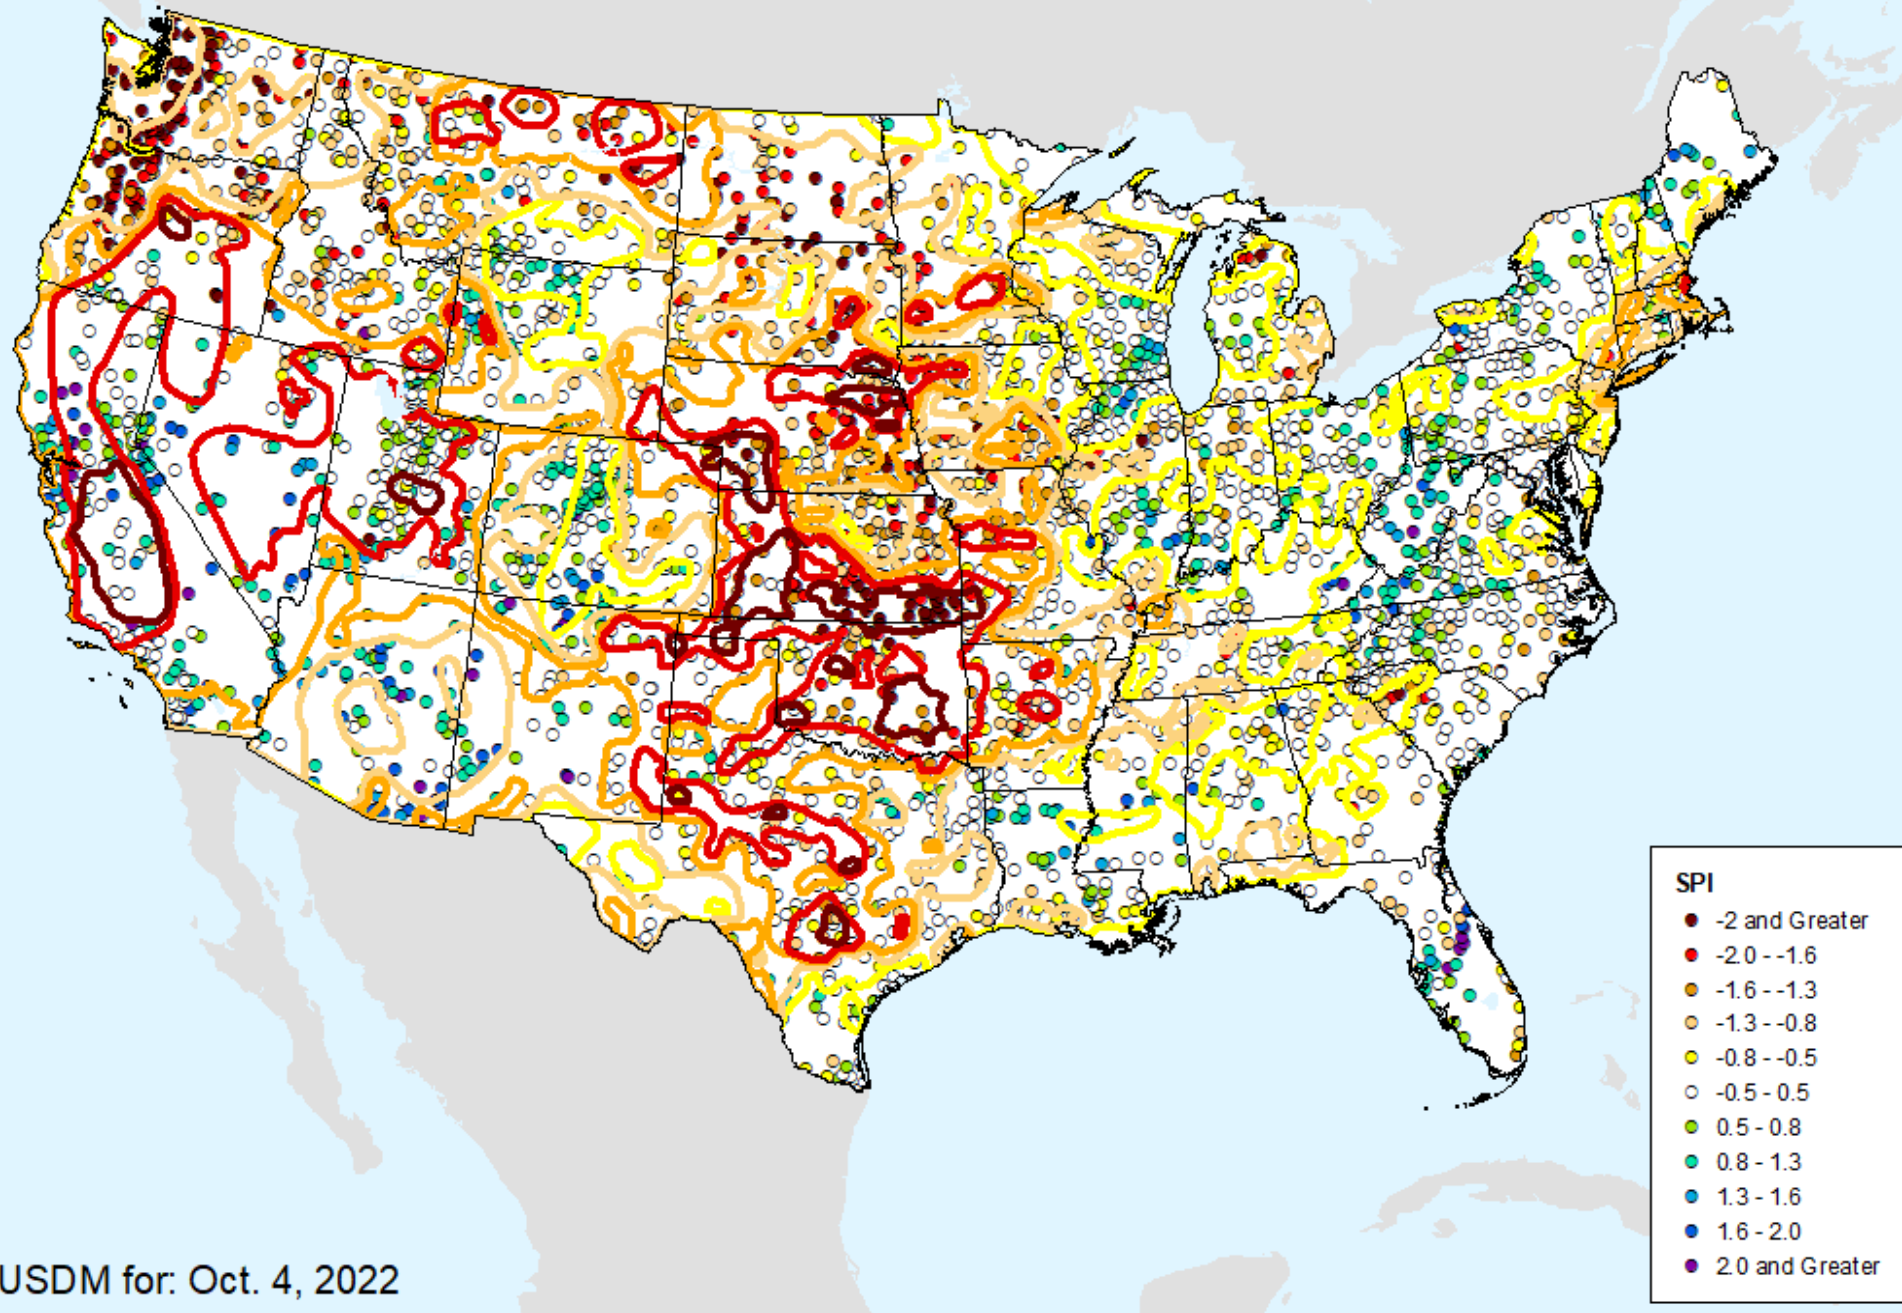 SPI
-2 and Greater
-2.0 - -1.6
-1.6 - -1.3
-1.3 - -0.8
-0.8 - -0.5
-0.5 - 0.5
0.5 - 0.8
0.8 - 1.3
1.3 - 1.6
1.6 - 2.0
2.0 and Greater
USDM for: Oct. 4, 2022